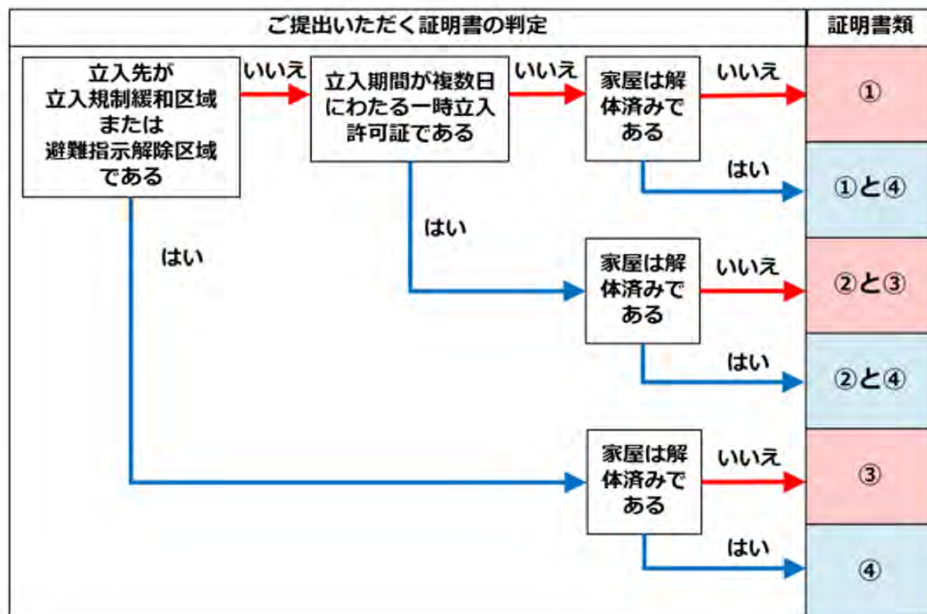 ご提出いただく証明書の判定
証明書類
立入先が
立入規制緩和区域
または
避難指示解除区域
である
いいえ
立入期間が複数日
にわたる一時立入
許可証である
いいえ
家屋は解
体済みで
ある
いいえ
①
はい
①と④
はい
はい
家屋は解
体済みで
ある
いいえ
②と③
はい
②と④
家屋は解
体済みで
ある
いいえ
③
はい
④